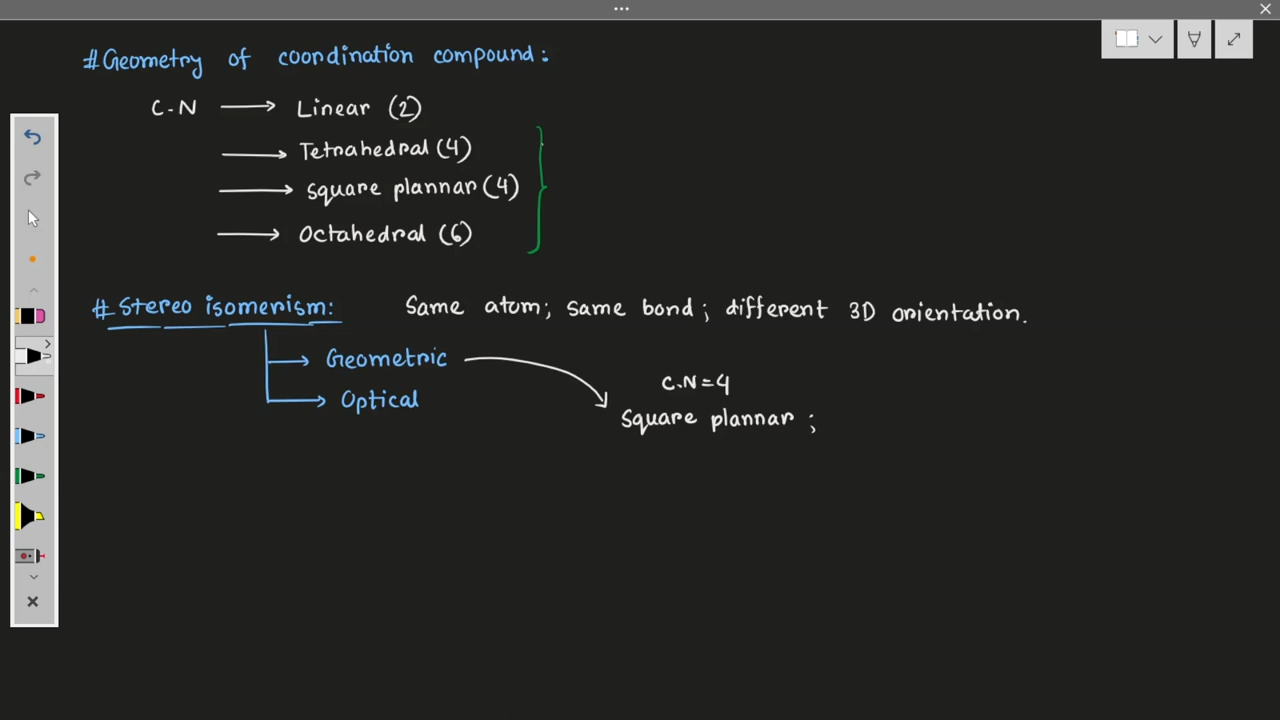 #Geometry of coordination compound:
C-N → Linear (2)
→ Tetrahedral (4)
→ square plannar (4)
→ Octahedral (6)
# Stereo isomenism: Same atom; same bond; different 3D orientation.
→ Geometric
C.N=4
→ Optical
Square plannar ;